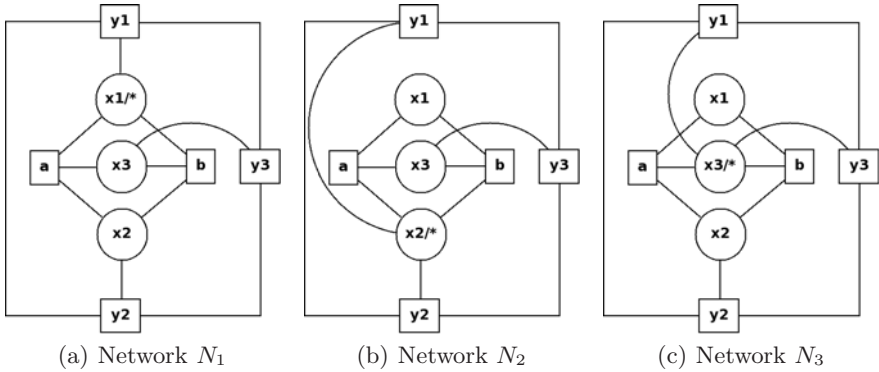 y1 y1 y1
x1/* x1 x1
a x3 b y3 a x3 b y3 a x3/* b y3
x2 x2/* x2
y2 y2 y2
(a) Network N₁ (b) Network N₂ (c) Network N₃